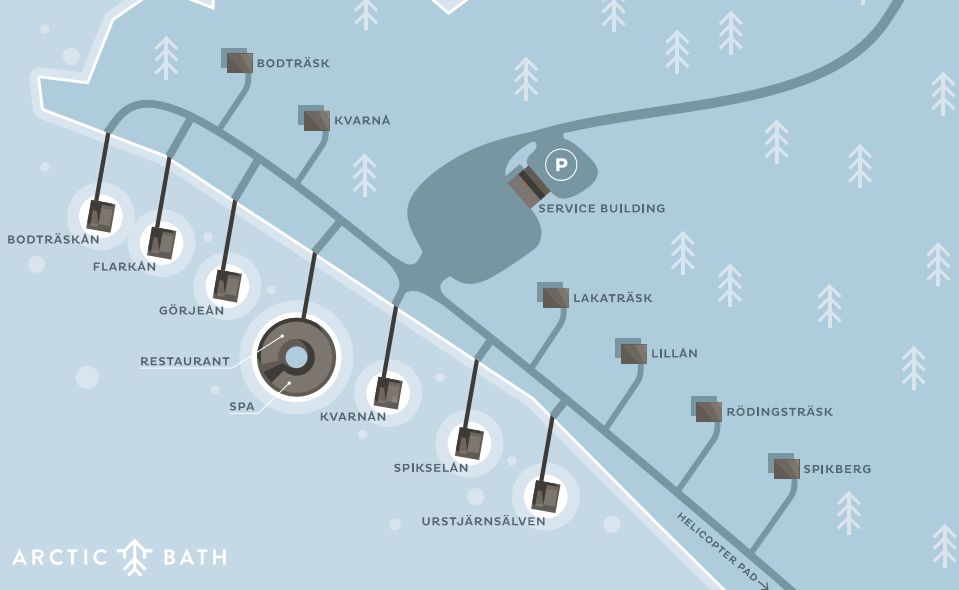 BODTRÄSK
KVARNÅ
P
SERVICE BUILDING
BODTRÄSKÅN
FLARKÅN
GÖRJEÅN
LAKATRÄSK
RESTAURANT
LILLÅN
SPA
KVARNÅN
RÖDINGSTRÄSK
SPIKSELÅN
SPIKBERG
URSTJÄRNSÄLVEN
HELICOPTER PAD
ARCTIC BATH